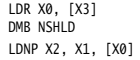 LDR X0, [X3]
DMB NSHLD
LDNP X2, X1, [X0]